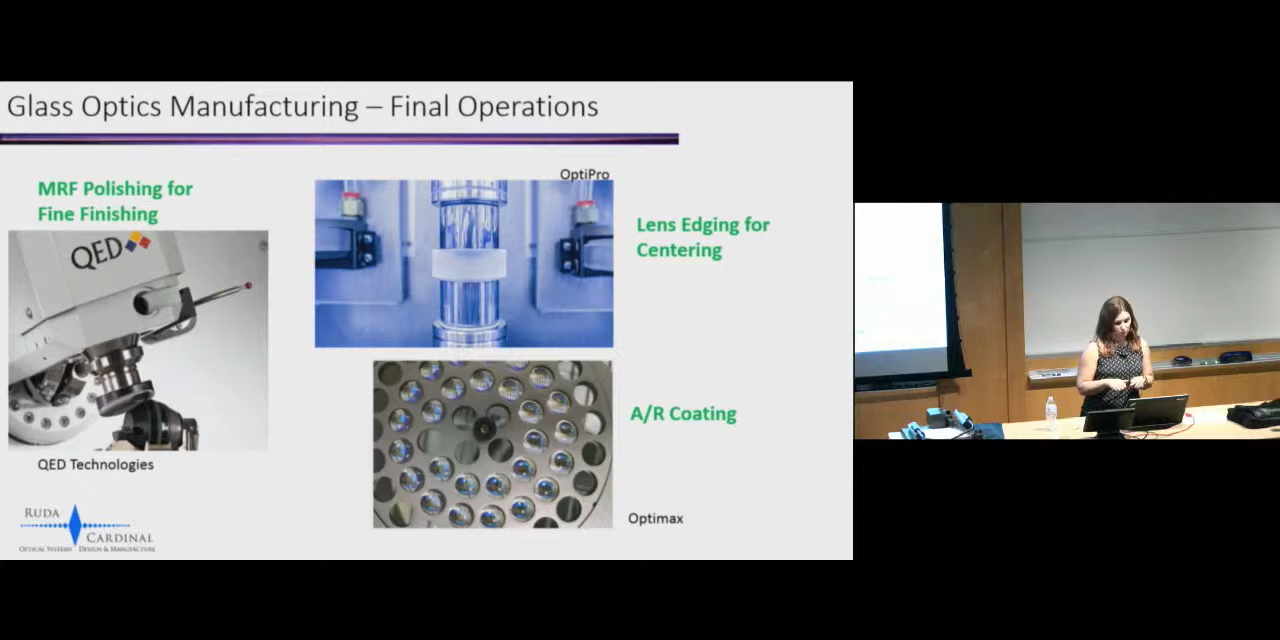 Glass Optics Manufacturing – Final Operations
MRF Polishing for
Fine Finishing
QED
QED Technologies
OptiPro
Lens Edging for
Centering
A/R Coating
Optimax
RUDA
CARDINAL
OPTICAL SYSTEMS DESIGN & MANUFACTURE